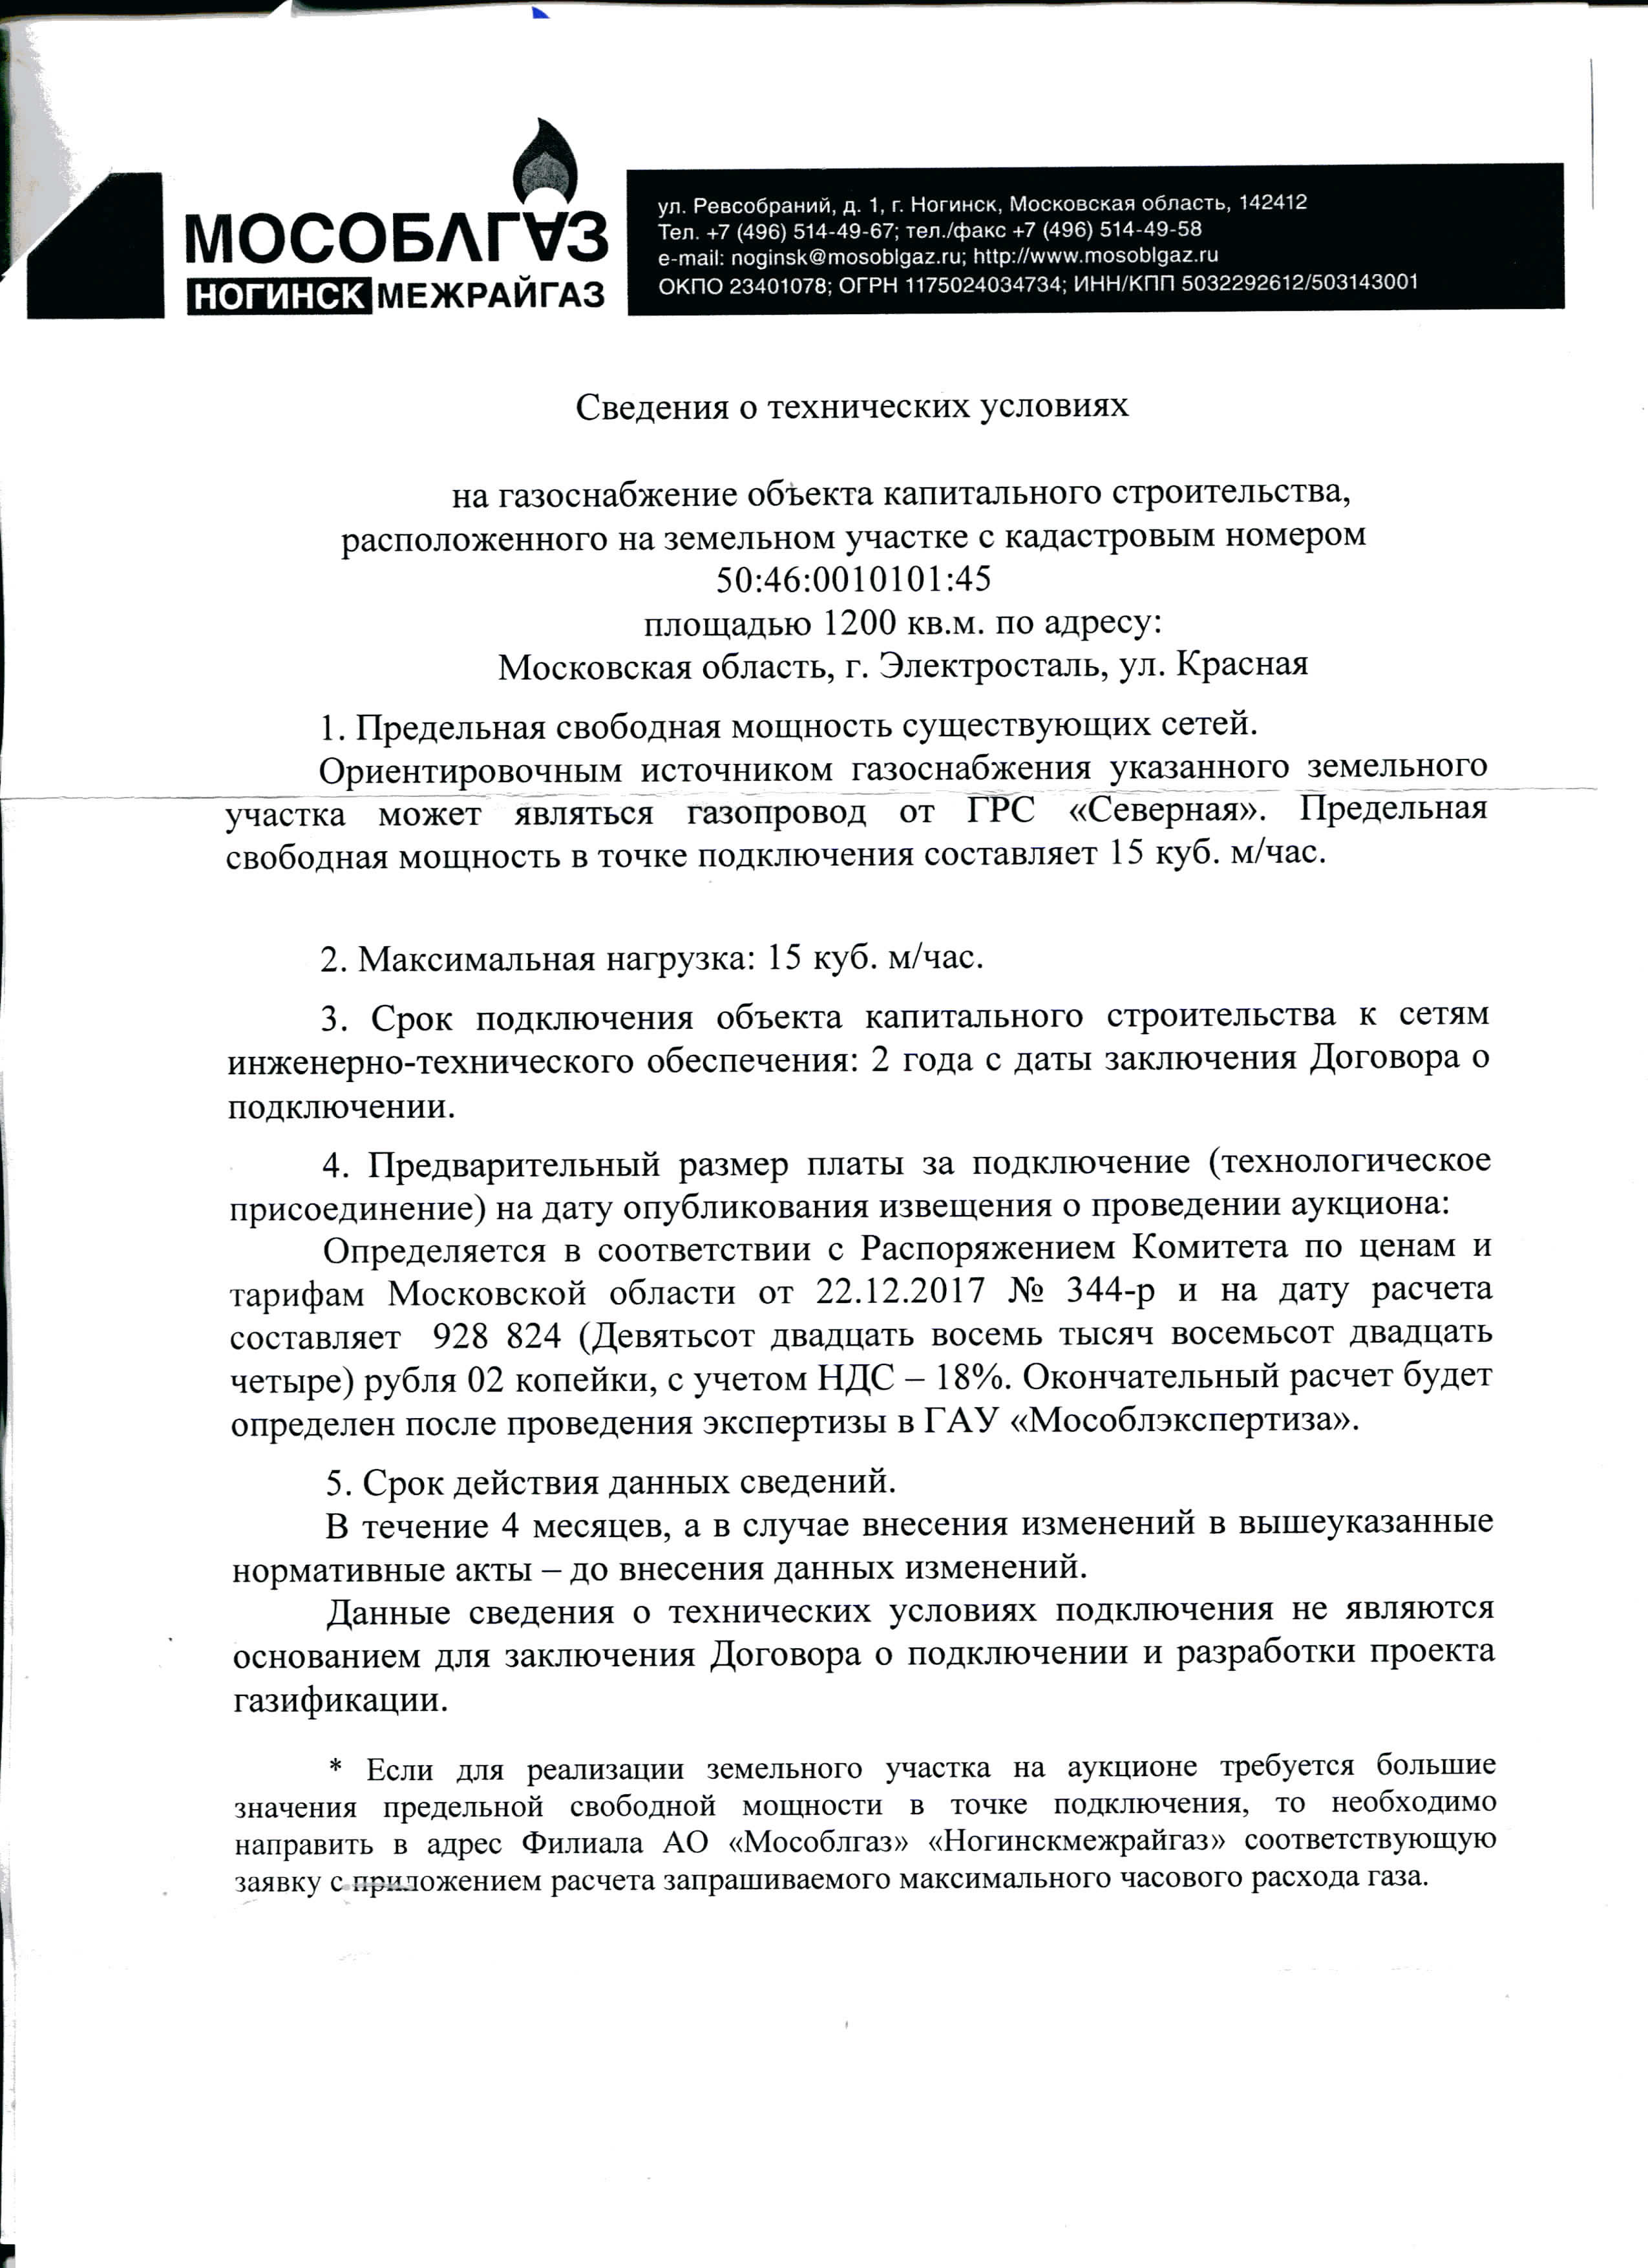 МОСОБЛГАЗ
НОГИНСК МЕЖРАЙГАЗ
ул. Ревсобраний, д. 1, г. Ногинск, Московская область, 142412
Тел. +7 (496) 514-49-67; тел./факс +7 (496) 514-49-58
e-mail: noginsk@mosoblgaz.ru; http://www.mosoblgaz.ru
ОКПО 23401078; ОГРН 1175024034734; ИНН/КПП 5032292612/503143001
Сведения о технических условиях
на газоснабжение объекта капитального строительства,
расположенного на земельном участке с кадастровым номером
50:46:0010101:45
площадью 1200 кв.м. по адресу:
Московская область, г. Электросталь, ул. Красная
1. Предельная свободная мощность существующих сетей.
Ориентировочным источником газоснабжения указанного земельного
участка может являться газопровод от ГРС «Северная». Предельная
свободная мощность в точке подключения составляет 15 куб. м/час.
2. Максимальная нагрузка: 15 куб. м/час.
3. Срок подключения объекта капитального строительства к сетям
инженерно-технического обеспечения: 2 года с даты заключения Договора о
подключении.
4. Предварительный размер платы за подключение (технологическое
присоединение) на дату опубликования извещения о проведении аукциона:
Определяется в соответствии с Распоряжением Комитета по ценам и
тарифам Московской области от 22.12.2017 № 344-р и на дату расчета
составляет 928 824 (Девятьсот двадцать восемь тысяч восемьсот двадцать
четыре) рубля 02 копейки, с учетом НДС – 18%. Окончательный расчет будет
определен после проведения экспертизы в ГАУ «Мособлэкспертиза».
5. Срок действия данных сведений.
В течение 4 месяцев, а в случае внесения изменений в вышеуказанные
нормативные акты – до внесения данных изменений.
Данные сведения о технических условиях подключения не являются
основанием для заключения Договора о подключении и разработки проекта
газификации.
* Если для реализации земельного участка на аукционе требуется большие
значения предельной свободной мощности в точке подключения, то необходимо
направить в адрес Филиала АО «Мособлгаз» «Ногинскмежрайгаз» соответствующую
заявку с приложением расчета запрашиваемого максимального часового расхода газа.